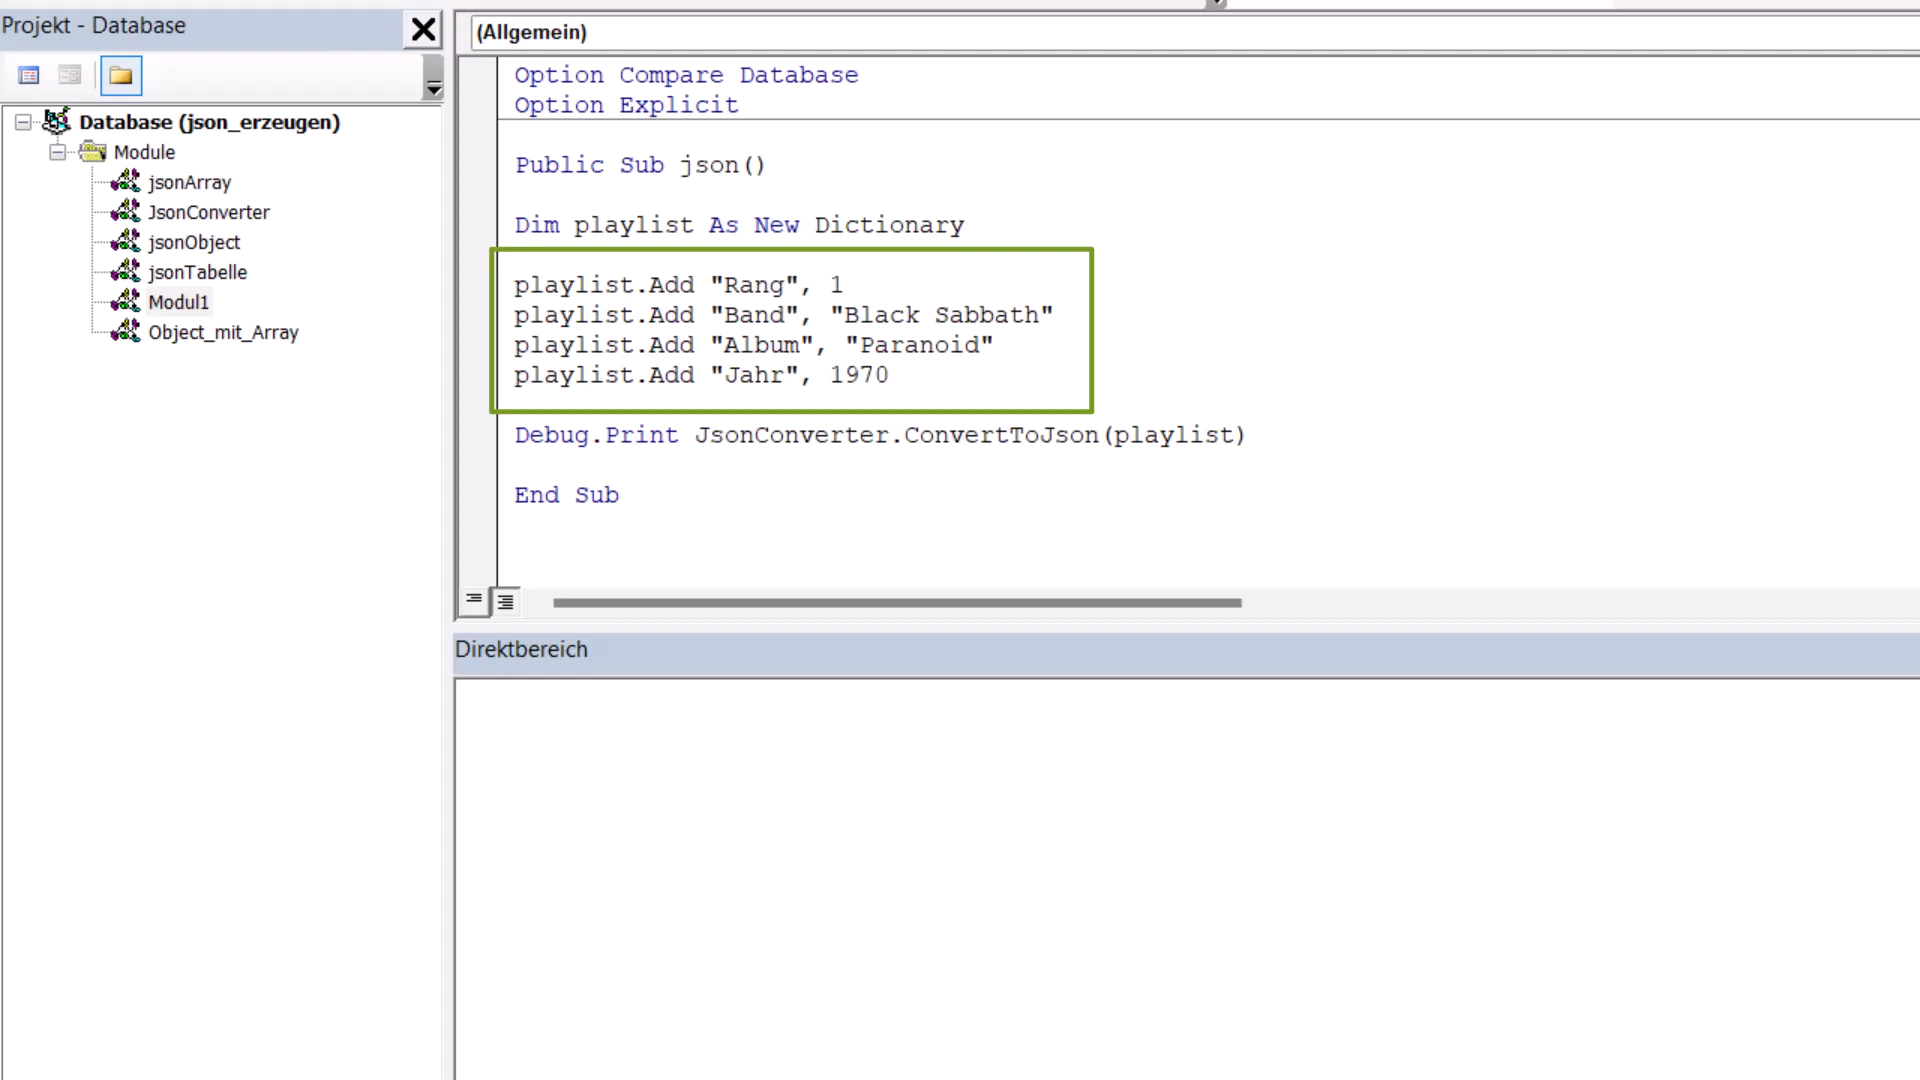 Projekt - Database
Database (json_erzeugen)
Module
jsonArray
JsonConverter
jsonObject
jsonTabelle
Modul1
Object_mit_Array
(Allgemein)
Option Compare Database
Option Explicit
Public Sub json()
Dim playlist As New Dictionary
playlist.Add "Rang", 1
playlist.Add "Band", "Black Sabbath"
playlist.Add "Album", "Paranoid"
playlist.Add "Jahr", 1970
Debug.Print JsonConverter.ConvertToJson(playlist)
End Sub
Direktbereich